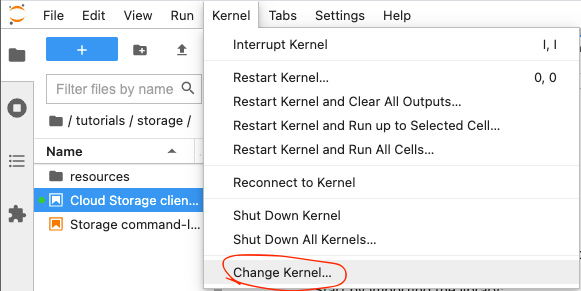 File Edit View Run Kernel Tabs Settings Help
Interrupt Kernel I, I
Restart Kernel... 0, 0
Filter files by name
Restart Kernel and Clear All Outputs...
/ tutorials / storage /
Restart Kernel and Run up to Selected Cell...
Name
Restart Kernel and Run All Cells...
resources
Reconnect to Kernel
Cloud Storage clien...
Shut Down Kernel
Storage command-l...
Shut Down All Kernels...
Change Kernel...